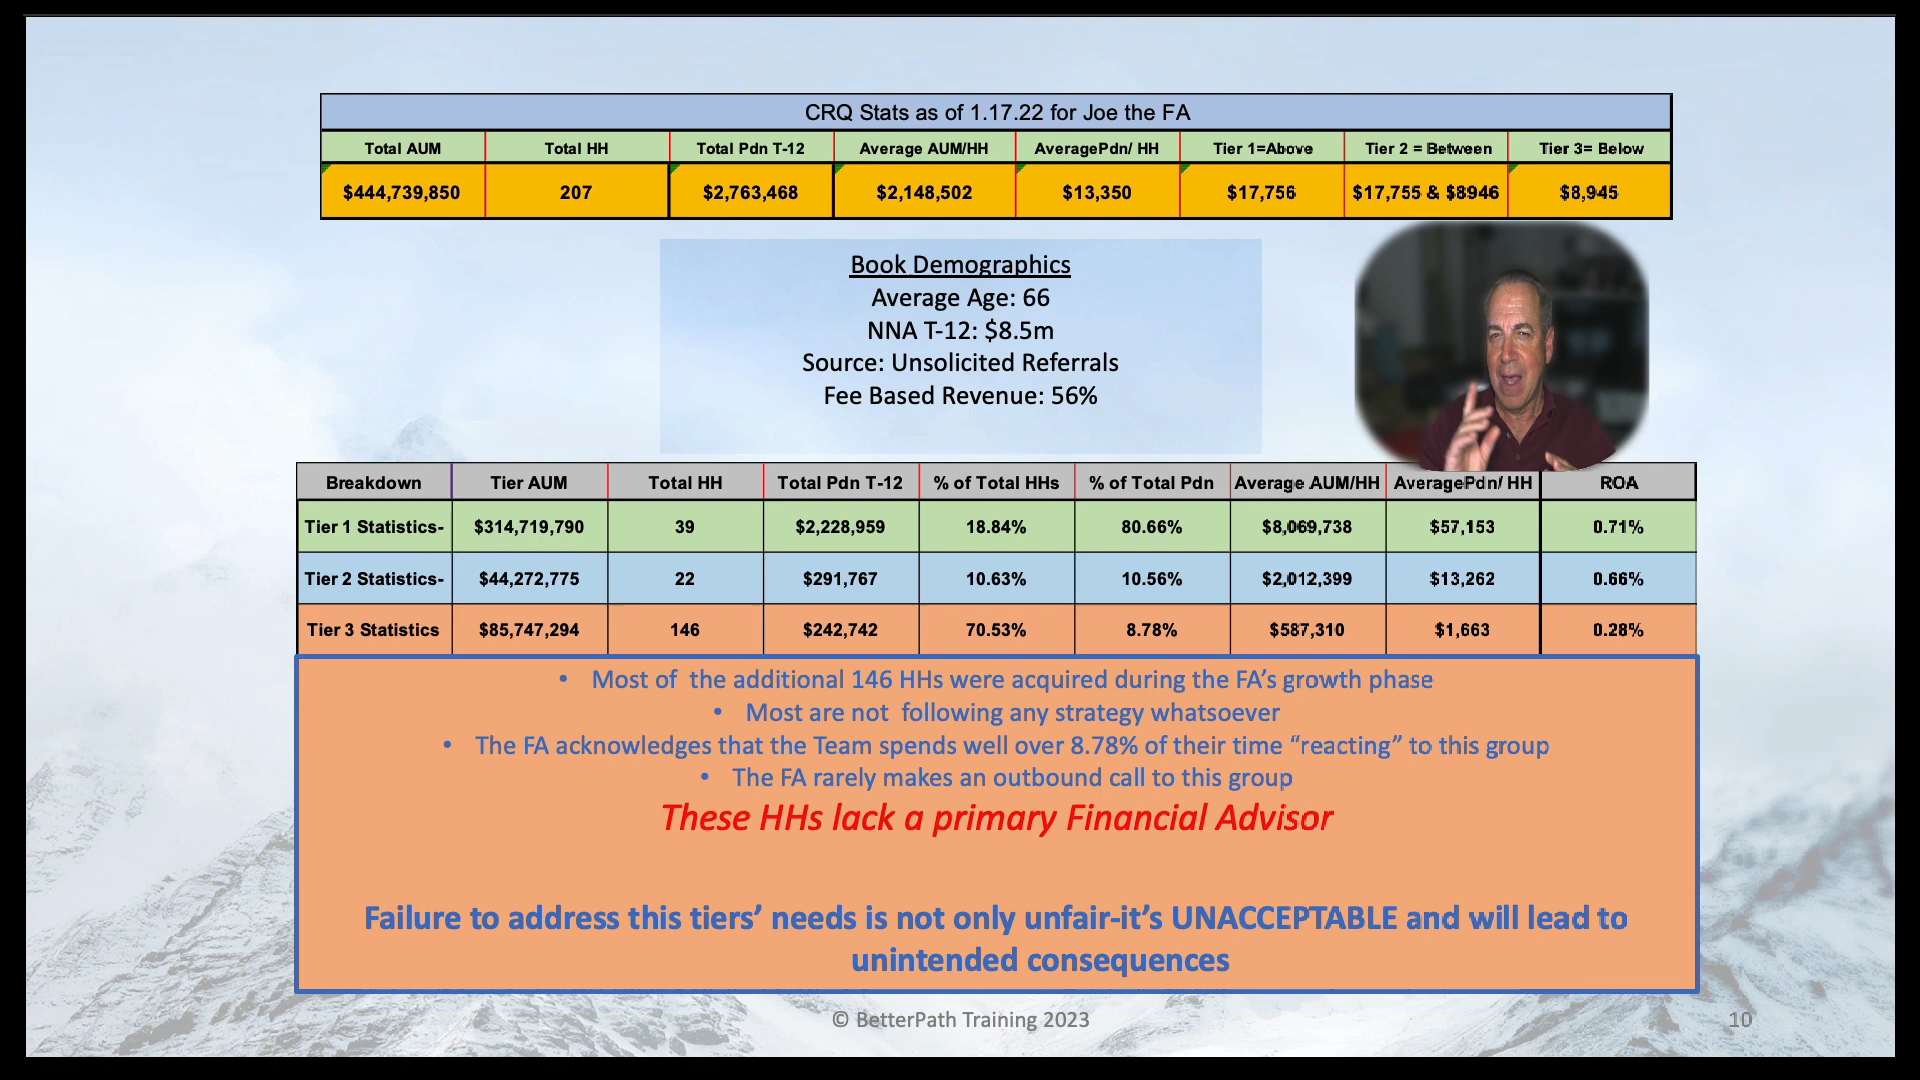 CRQ Stats as of 1.17.22 for Joe the FA
Total AUM Total HH Total Pdn T-12 Average AUM/HH AveragePdn/ HH Tier 1=Above Tier 2 = Between Tier 3= Below
$444,739,850 207 $2,763,468 $2,148,502 $13,350 $17,756 $17,755 & $8946 $8,945
Book Demographics
Average Age: 66
NNA T-12: $8.5m
Source: Unsolicited Referrals
Fee Based Revenue: 56%
Breakdown Tier AUM Total HH Total Pdn T-12 % of Total HHs % of Total Pdn Average AUM/HH AveragePdn/ HH ROA
Tier 1 Statistics- $314,719,790 39 $2,228,959 18.84% 80.66% $8,069,738 $57,153 0.71%
Tier 2 Statistics- $44,272,775 22 $291,767 10.63% 10.56% $2,012,399 $13,262 0.66%
Tier 3 Statistics $85,747,294 146 $242,742 70.53% 8.78% $587,310 $1,663 0.28%
• Most of the additional 146 HHs were acquired during the FA’s growth phase
• Most are not following any strategy whatsoever
• The FA acknowledges that the Team spends well over 8.78% of their time “reacting” to this group
• The FA rarely makes an outbound call to this group
These HHs lack a primary Financial Advisor
Failure to address this tiers’ needs is not only unfair-it’s UNACCEPTABLE and will lead to
unintended consequences
© BetterPath Training 2023
10